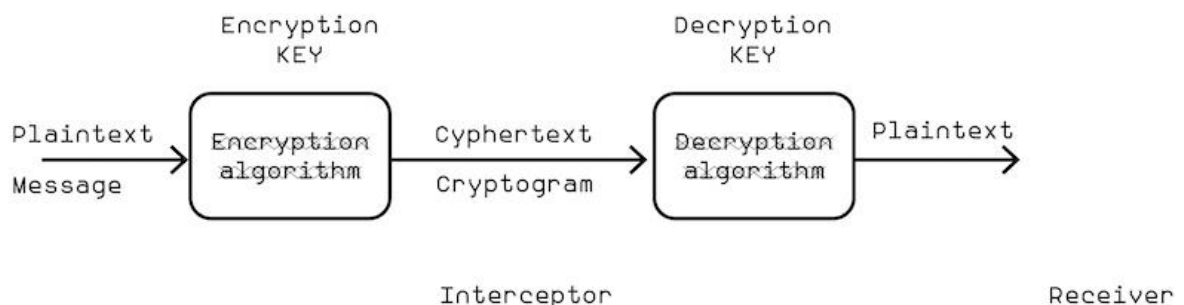 Encryption
KEY
Decryption
KEY
Plaintext
Message
Encryption
algorithm
Cyphertext
Cryptogram
Decryption
algorithm
Plaintext
Interceptor
Receiver